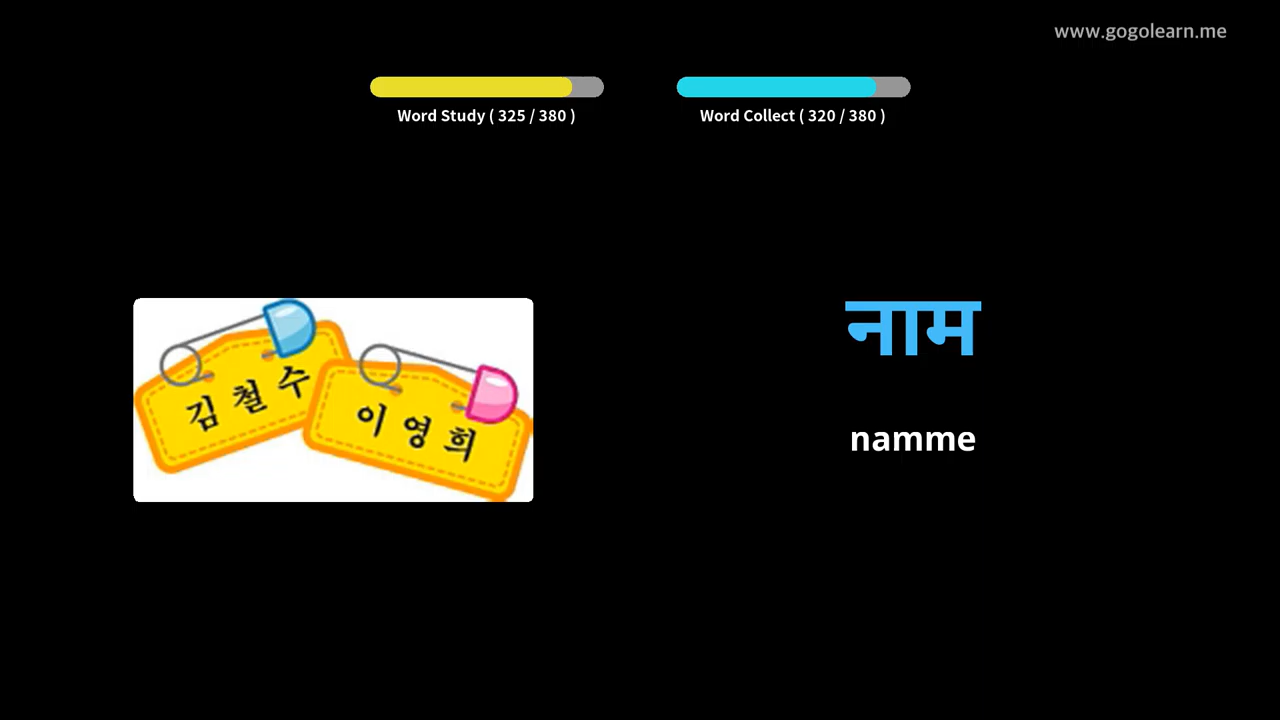 www.gogolearn.me
Word Study ( 325 / 380 )
Word Collect ( 320 / 380 )
김철수
이영희
नाम
namme